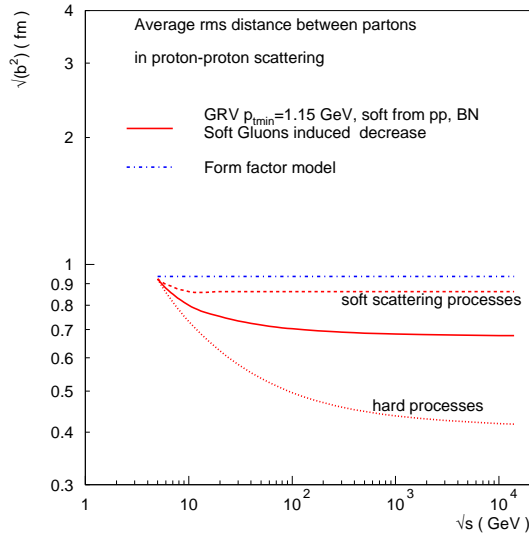 Average rms distance between partons
in proton-proton scattering
GRV p_tmin=1.15 GeV, soft from pp, BN
Soft Gluons induced decrease
Form factor model
soft scattering processes
hard processes
√(b²) ( fm )
4
3
2
1
0.9
0.8
0.7
0.6
0.5
0.4
0.3
1
10
10²
10³
10⁴
√s ( GeV )